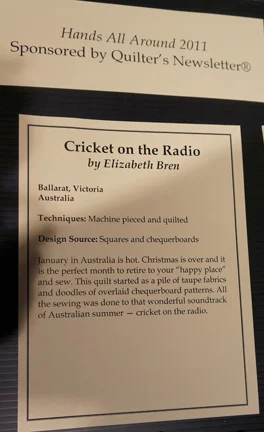 Hands All Around 2011
Sponsored by Quilter's Newsletter®
Cricket on the Radio
by Elizabeth Bren
Ballarat, Victoria
Australia
Techniques: Machine pieced and quilted
Design Source: Squares and chequerboards
January in Australia is hot. Christmas is over and it
is the perfect month to retire to your "happy place"
and sew. This quilt started as a pile of taupe fabrics
and doodles of overlaid chequerboard patterns. All
the sewing was done to that wonderful soundtrack
of Australian summer — cricket on the radio.